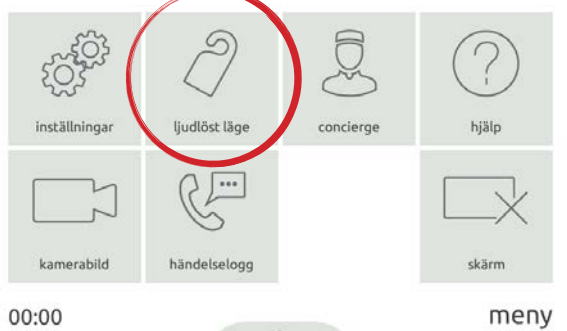 inställningar
ljudlöst läge
concierge
hjälp
kamerabild
händelselogg
skärm
00:00
meny